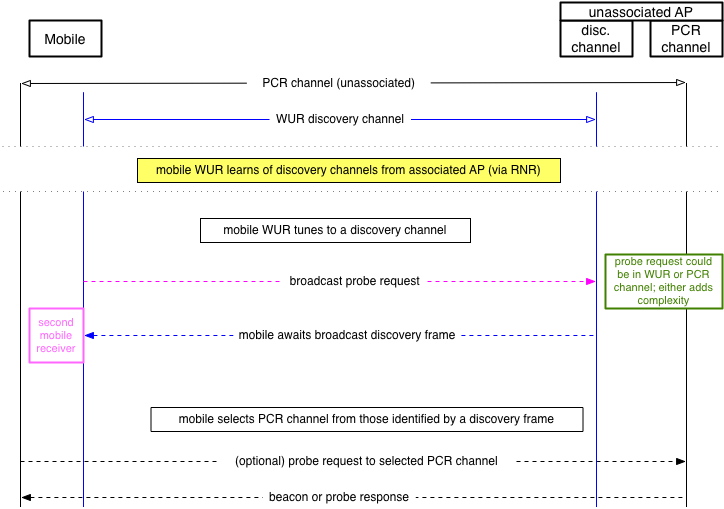 unassociated AP
Mobile
disc.
channel
PCR
channel
PCR channel (unassociated)
WUR discovery channel
mobile WUR learns of discovery channels from associated AP (via RNR)
mobile WUR tunes to a discovery channel
broadcast probe request
probe request could
be in WUR or PCR
channel; either adds
complexity
second
mobile
receiver
mobile awaits broadcast discovery frame
mobile selects PCR channel from those identified by a discovery frame
(optional) probe request to selected PCR channel
beacon or probe response